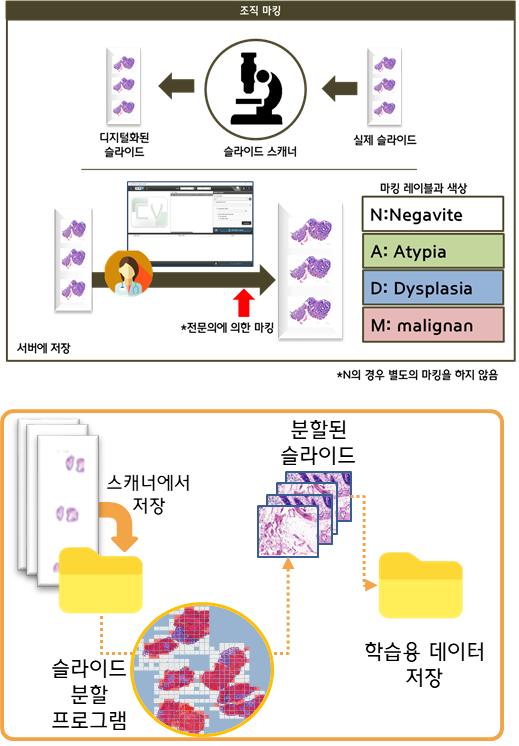 조직 마킹
디지털화된
슬라이드
슬라이드 스캐너
실제 슬라이드
마킹 레이블과 색상
N:Negavite
A: Atypia
D: Dysplasia
M: malignan
*전문의에 의한 마킹
서버에 저장
*N의 경우 별도의 마킹을 하지 않음
스캐너에서
저장
분할된
슬라이드
슬라이드
분할
프로그램
학습용 데이터
저장